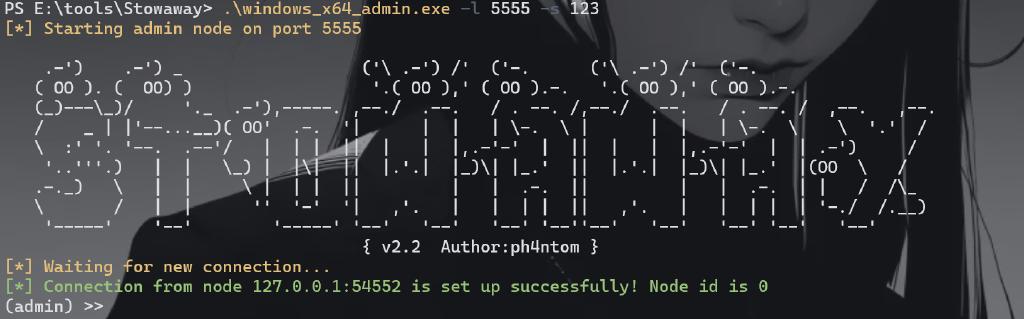 PS E:\tools\Stowaway> .\windows_x64_admin.exe -l 5555 -s 123
[*] Starting admin node on port 5555
STOWAWAY
{ v2.2  Author:ph4ntom }
[*] Waiting for new connection...
[*] Connection from node 127.0.0.1:54552 is set up successfully! Node id is 0
(admin) >>